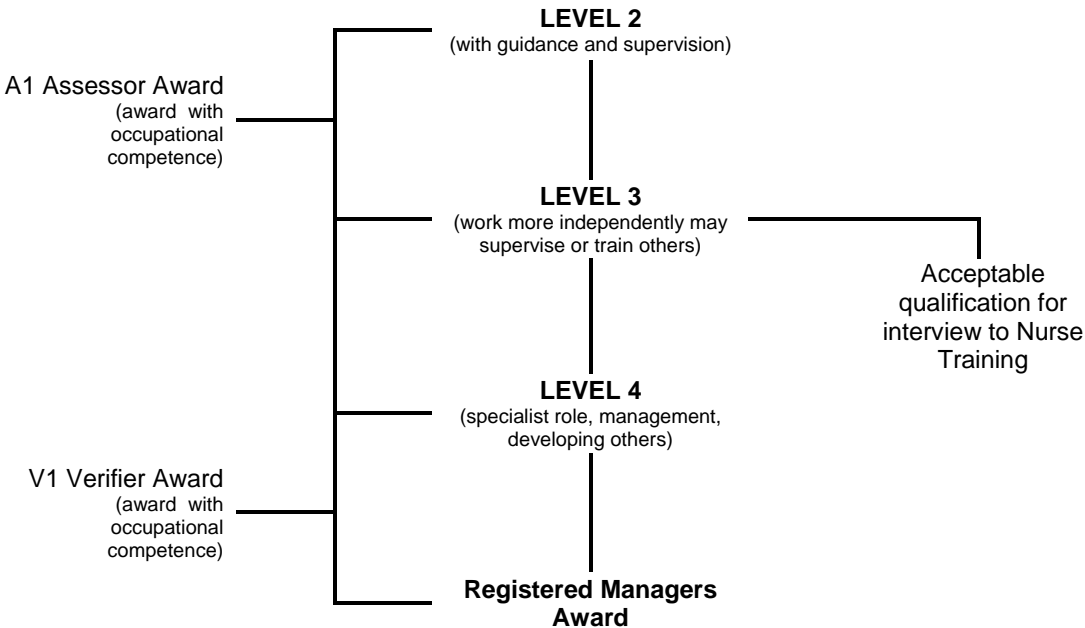 LEVEL 2
(with guidance and supervision)
A1 Assessor Award
(award with
occupational
competence)
LEVEL 3
(work more independently may
supervise or train others)
Acceptable
qualification for
interview to Nurse
Training
LEVEL 4
(specialist role, management,
developing others)
V1 Verifier Award
(award with
occupational
competence)
Registered Managers
Award